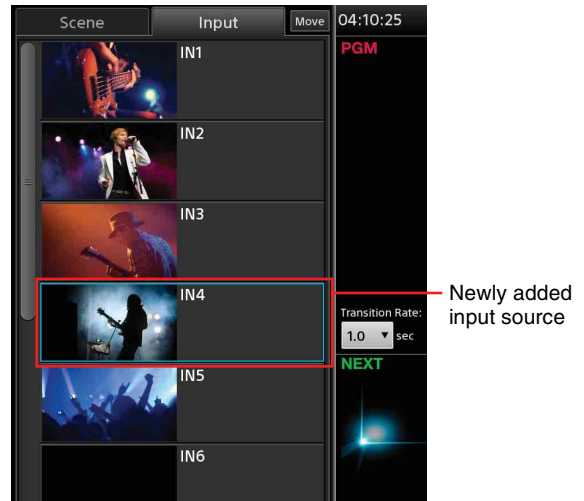 Scene
Input
Move
04:10:25
IN1
PGM
IN2
IN3
IN4
Newly added
input source
Transition Rate:
1.0 ▼ sec
IN5
NEXT
IN6